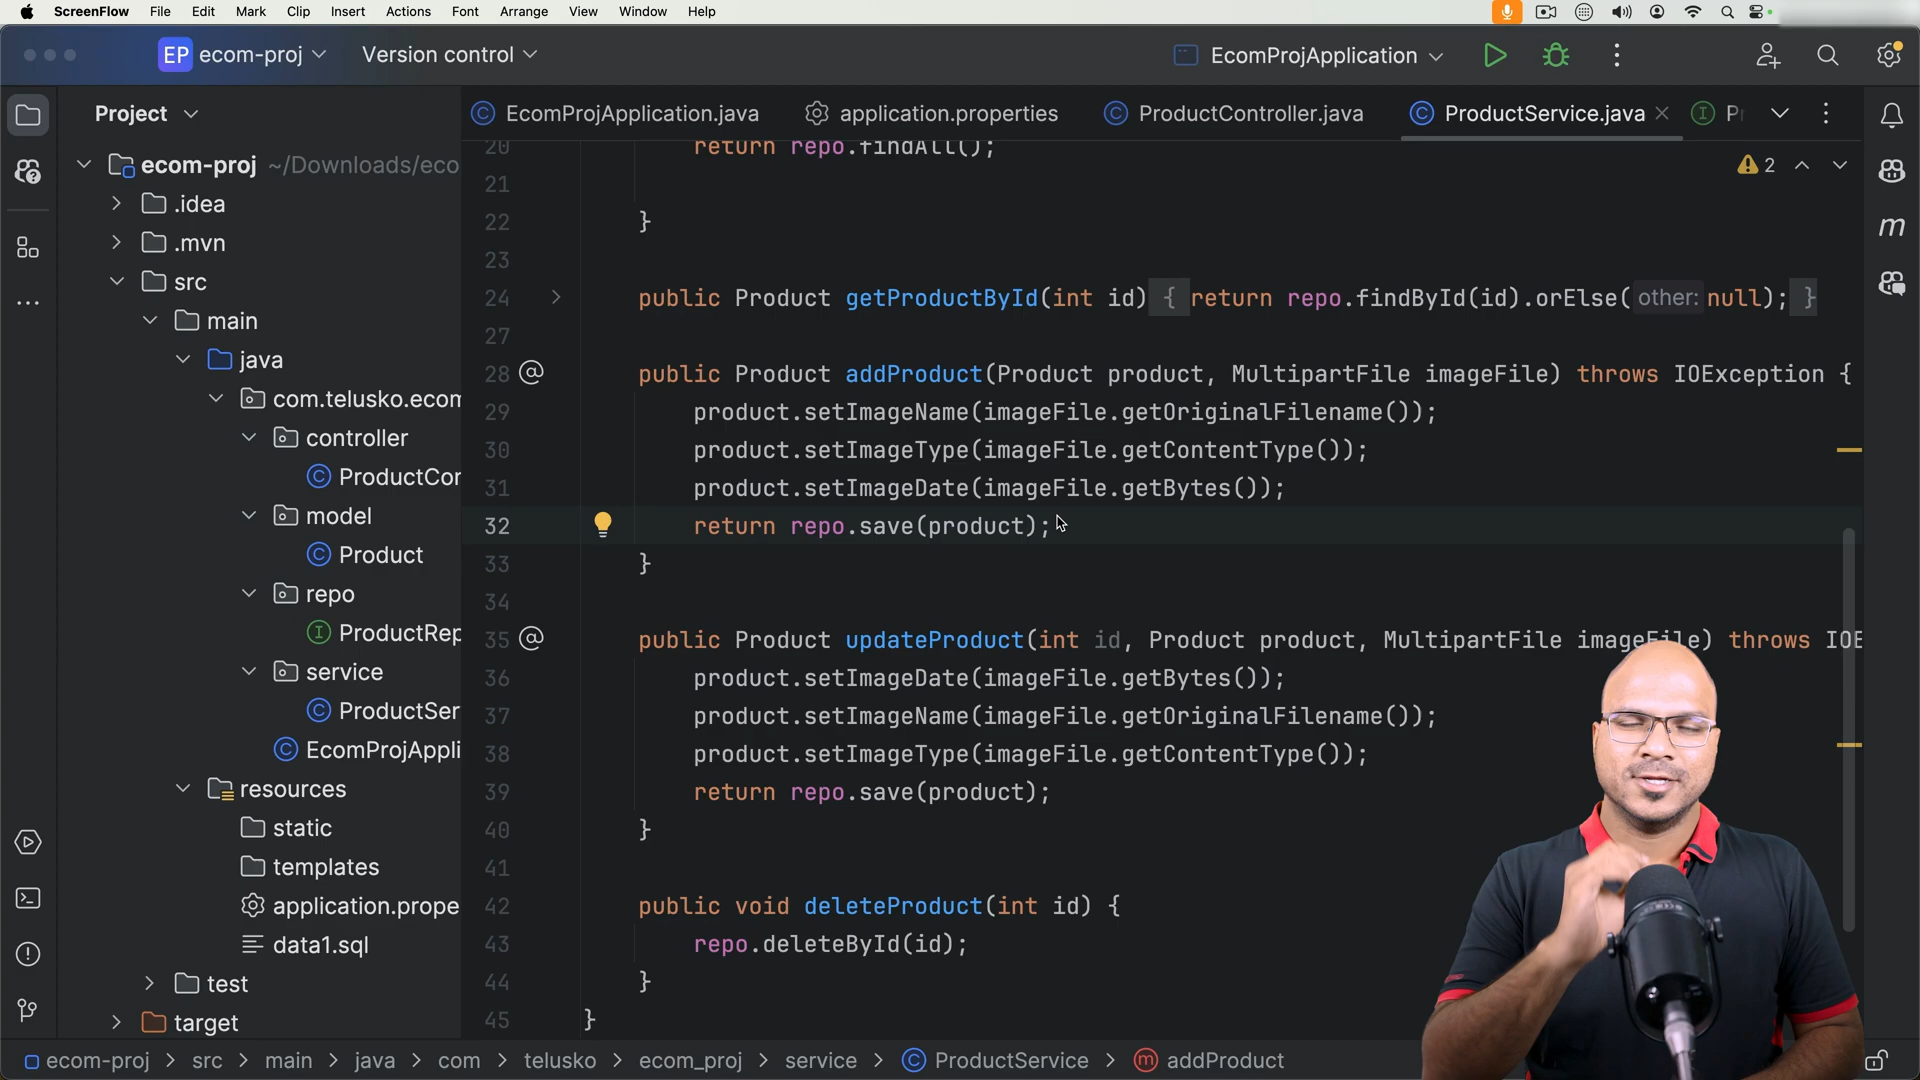 ScreenFlow File Edit Mark Clip Insert Actions Font Arrange View Window Help
EP ecom-proj Version control EcomProjApplication
Project
EcomProjApplication.java application.properties ProductController.java ProductService.java
ecom-proj ~/Downloads/eco
.idea
.mvn
src
main
java
com.telusko.ecom
controller
ProductCon
model
Product
repo
ProductRep
service
ProductSer
EcomProjAppli
resources
static
templates
application.prope
data1.sql
test
target
2
20 return repo.findAll();
21
22 }
23
24 public Product getProductById(int id) { return repo.findById(id).orElse( other: null); }
27
28 @ public Product addProduct(Product product, MultipartFile imageFile) throws IOException {
29 product.setImageName(imageFile.getOriginalFilename());
30 product.setImageType(imageFile.getContentType());
31 product.setImageDate(imageFile.getBytes());
32 return repo.save(product);
33 }
34
35 @ public Product updateProduct(int id, Product product, MultipartFile imageFile) throws IOE
36 product.setImageDate(imageFile.getBytes());
37 product.setImageName(imageFile.getOriginalFilename());
38 product.setImageType(imageFile.getContentType());
39 return repo.save(product);
40 }
41
42 public void deleteProduct(int id) {
43 repo.deleteById(id);
44 }
45 }
ecom-proj > src > main > java > com > telusko > ecom_proj > service > ProductService > addProduct